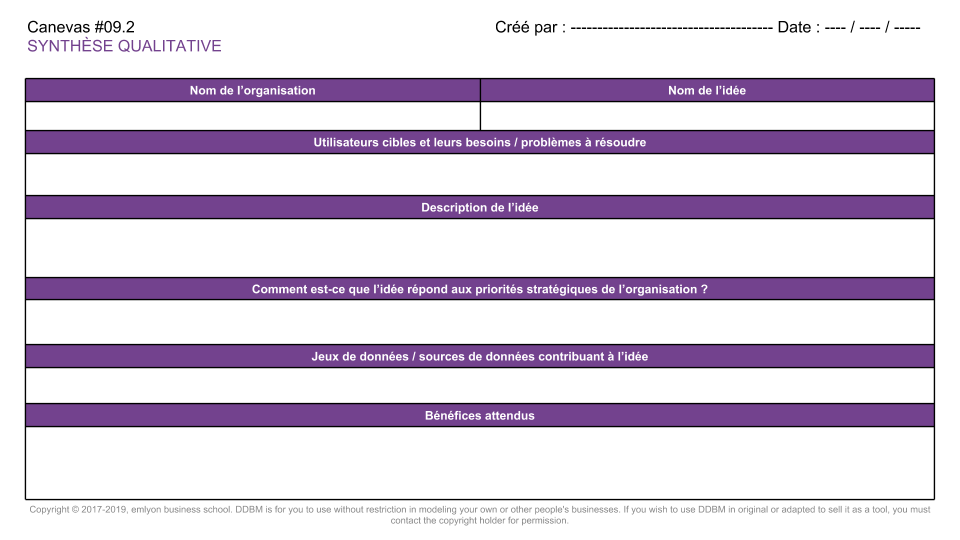 Canevas #09.2
SYNTHÈSE QUALITATIVE
Créé par : -------------------------------------- Date : ---- / ---- / -----
Nom de l’organisation
Nom de l’idée
Utilisateurs cibles et leurs besoins / problèmes à résoudre
Description de l’idée
Comment est-ce que l’idée répond aux priorités stratégiques de l’organisation ?
Jeux de données / sources de données contribuant à l’idée
Bénéfices attendus
Copyright © 2017-2019, emlyon business school. DDBM is for you to use without restriction in modeling your own or other people's businesses. If you wish to use DDBM in original or adapted to sell it as a tool, you must
contact the copyright holder for permission.